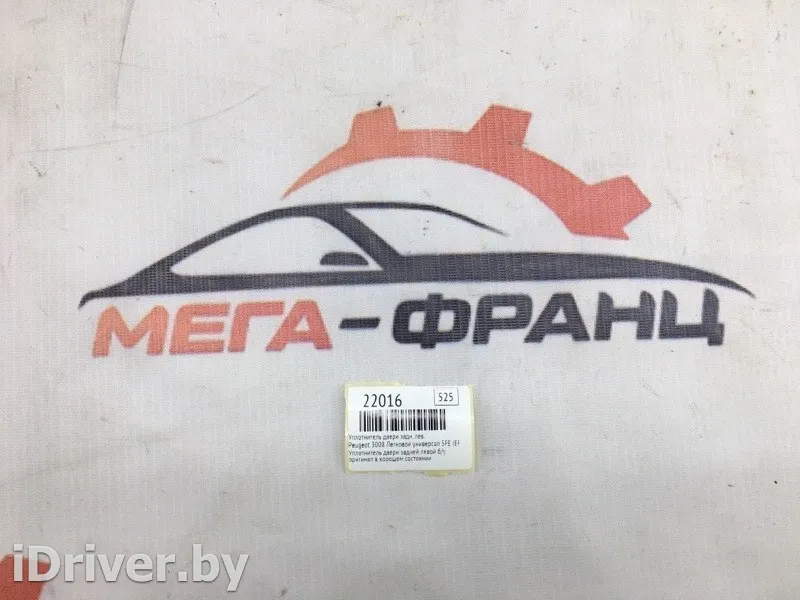 МЕГА-ФРАНЦ
22016
525
Уплотнитель двери задн. лев.
Peugeot 3008 Легковой универсал 5FE (EP
Уплотнитель двери задней левой б/у
оригинал в хорошем состоянии
iDriver.by